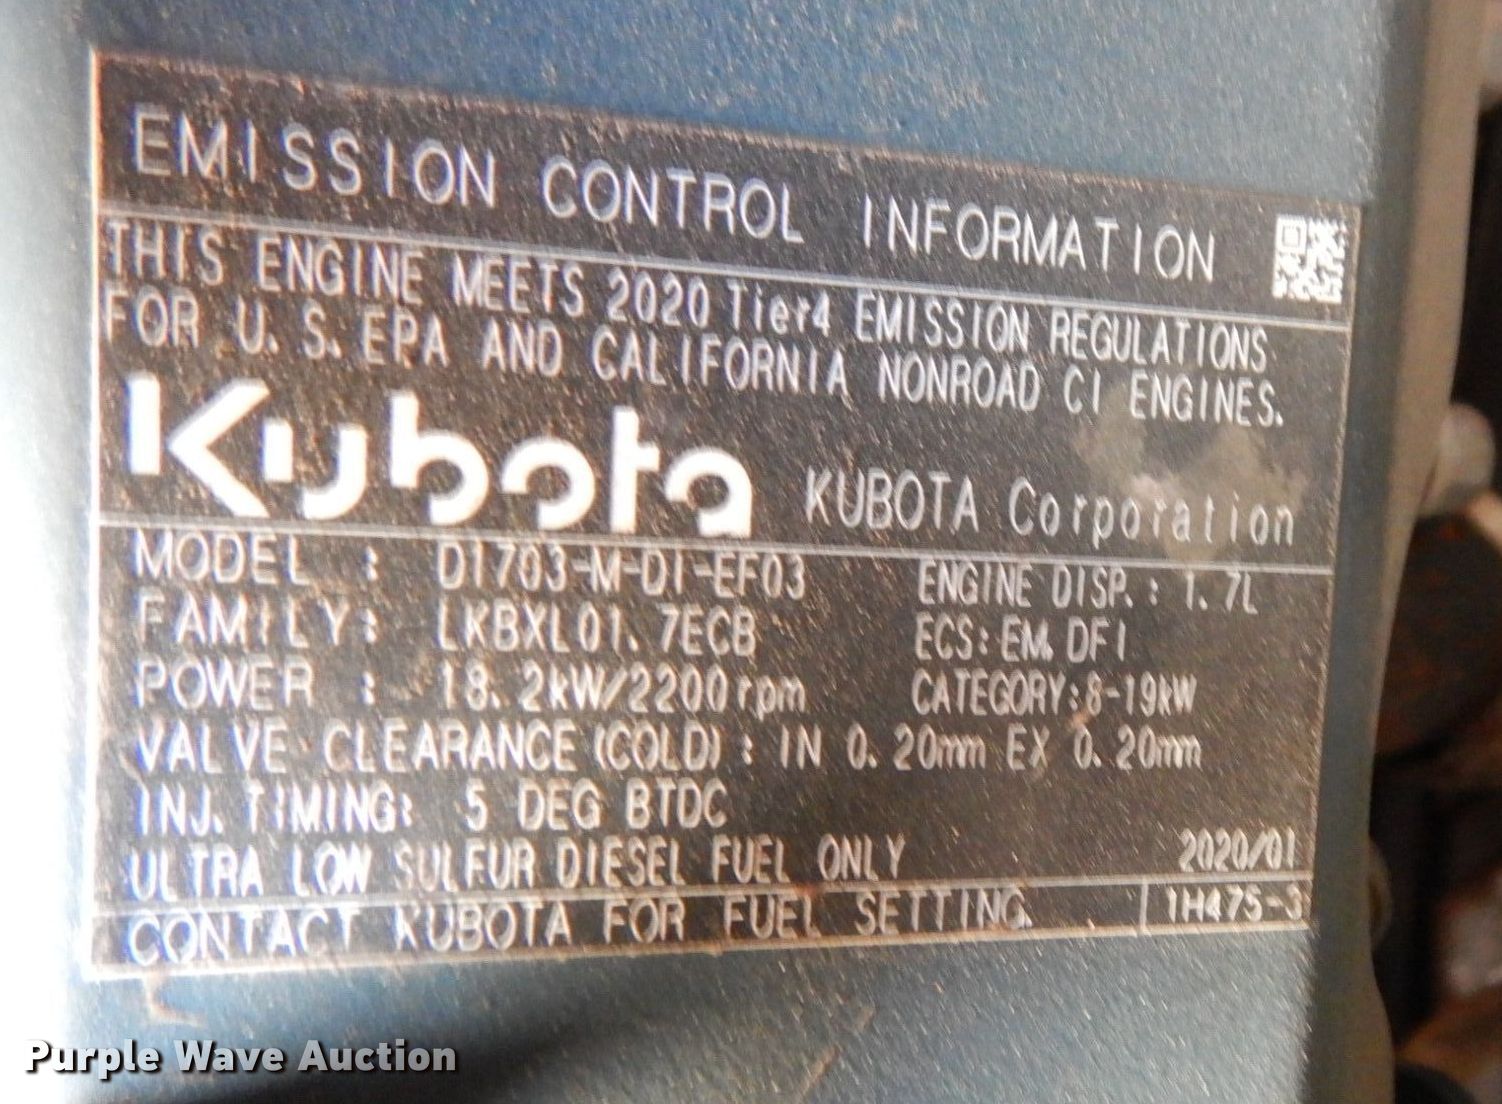 EMISSION CONTROL INFORMATION
THIS ENGINE MEETS 2020 Tier4 EMISSION REGULATIONS
FOR U.S.EPA AND CALIFORNIA NONROAD CI ENGINES.
Kubota KUBOTA Corporation
MODEL : D1703-M-DI-EF03 ENGINE DISP.: 1.7L
FAMILY: LKBXL01.7ECB ECS: EM, DFI
POWER : 18.2kW/2200rpm CATEGORY:8-19kW
VALVE CLEARANCE(COLD): IN 0.20mm EX 0.20mm
INJ. TIMING: 5 DEG BTDC
ULTRA LOW SULFUR DIESEL FUEL ONLY 2020/01
CONTACT KUBOTA FOR FUEL SETTING. 1H475-3
Purple Wave Auction